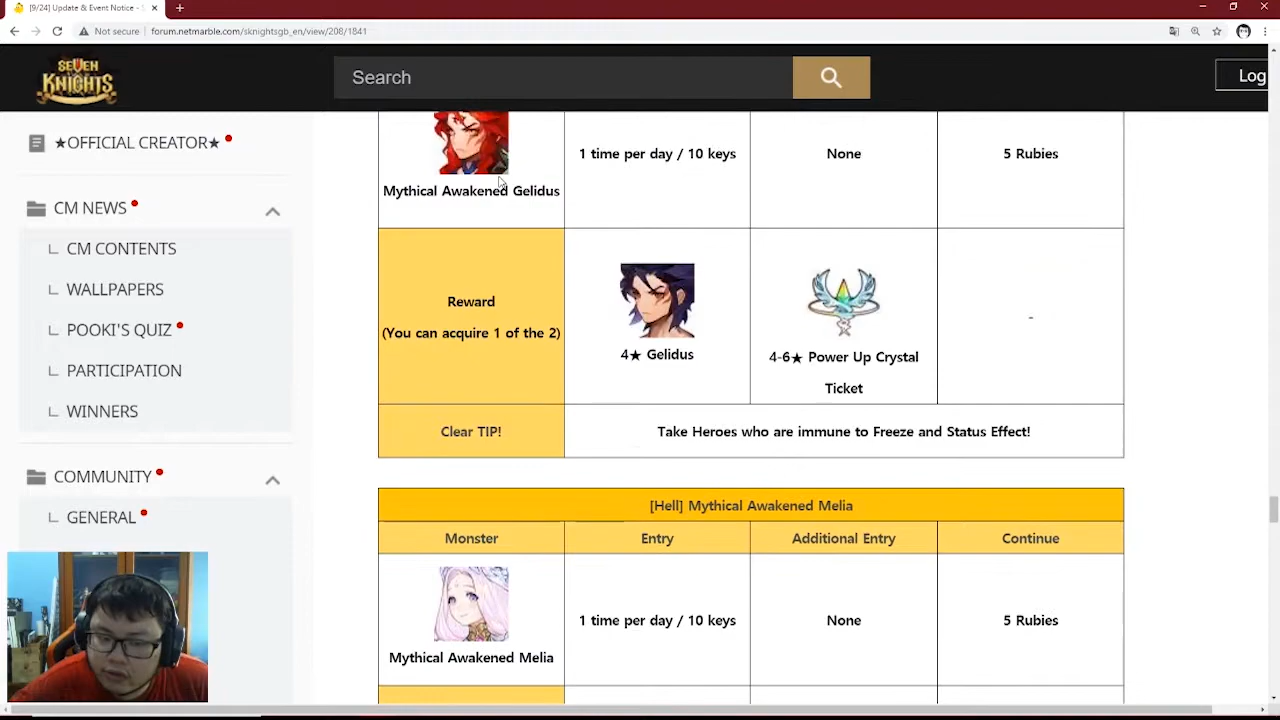 [9/24] Update & Event Notice - S
Not secure
forum.netmarble.com/sknightsgb_en/view/208/1841
SEVEN
KNIGHTS
Search
Log
★OFFICIAL CREATOR★
CM NEWS
CM CONTENTS
WALLPAPERS
POOKI'S QUIZ
PARTICIPATION
WINNERS
COMMUNITY
GENERAL
Mythical Awakened Gelidus
1 time per day / 10 keys
None
5 Rubies
Reward
(You can acquire 1 of the 2)
4★ Gelidus
4-6★ Power Up Crystal
Ticket
-
Clear TIP!
Take Heroes who are immune to Freeze and Status Effect!
[Hell] Mythical Awakened Melia
Monster
Entry
Additional Entry
Continue
Mythical Awakened Melia
1 time per day / 10 keys
None
5 Rubies